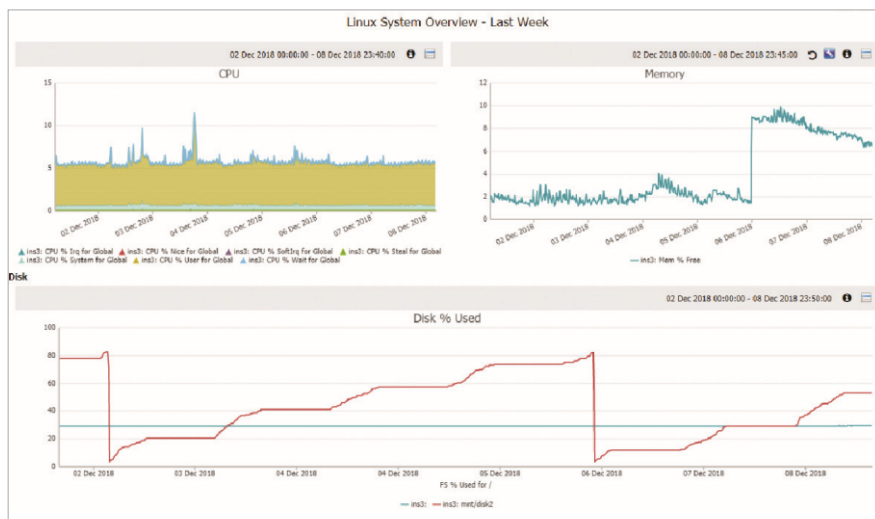 Linux System Overview - Last Week
02 Dec 2018 00:00:00 - 08 Dec 2018 23:40:00
CPU
15
10
5
0
02 Dec 2018 03 Dec 2018 04 Dec 2018 05 Dec 2018 06 Dec 2018 07 Dec 2018 08 Dec 2018
ins3: CPU % Irq for Global ins3: CPU % Nice for Global ins3: CPU % SoftIrq for Global ins3: CPU % Steal for Global
ins3: CPU % System for Global ins3: CPU % User for Global ins3: CPU % Wait for Global
02 Dec 2018 00:00:00 - 08 Dec 2018 23:45:00
Memory
12
10
8
6
4
2
0
02 Dec 2018 03 Dec 2018 04 Dec 2018 05 Dec 2018 06 Dec 2018 07 Dec 2018 08 Dec 2018
ins3: Mem % Free
Disk
02 Dec 2018 00:00:00 - 08 Dec 2018 23:50:00
Disk % Used
100
80
60
40
20
0
02 Dec 2018 03 Dec 2018 04 Dec 2018 04 Dec 2018 05 Dec 2018 06 Dec 2018 07 Dec 2018 08 Dec 2018
FS % Used for /
ins3: ins3: mnt/disk2